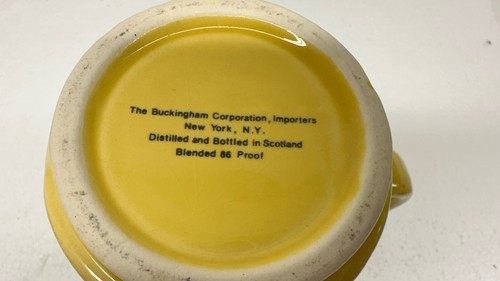 The Buckingham Corporation, Importers
New York, N.Y.
Distilled and Bottled in Scotland
Blended 86 Proof